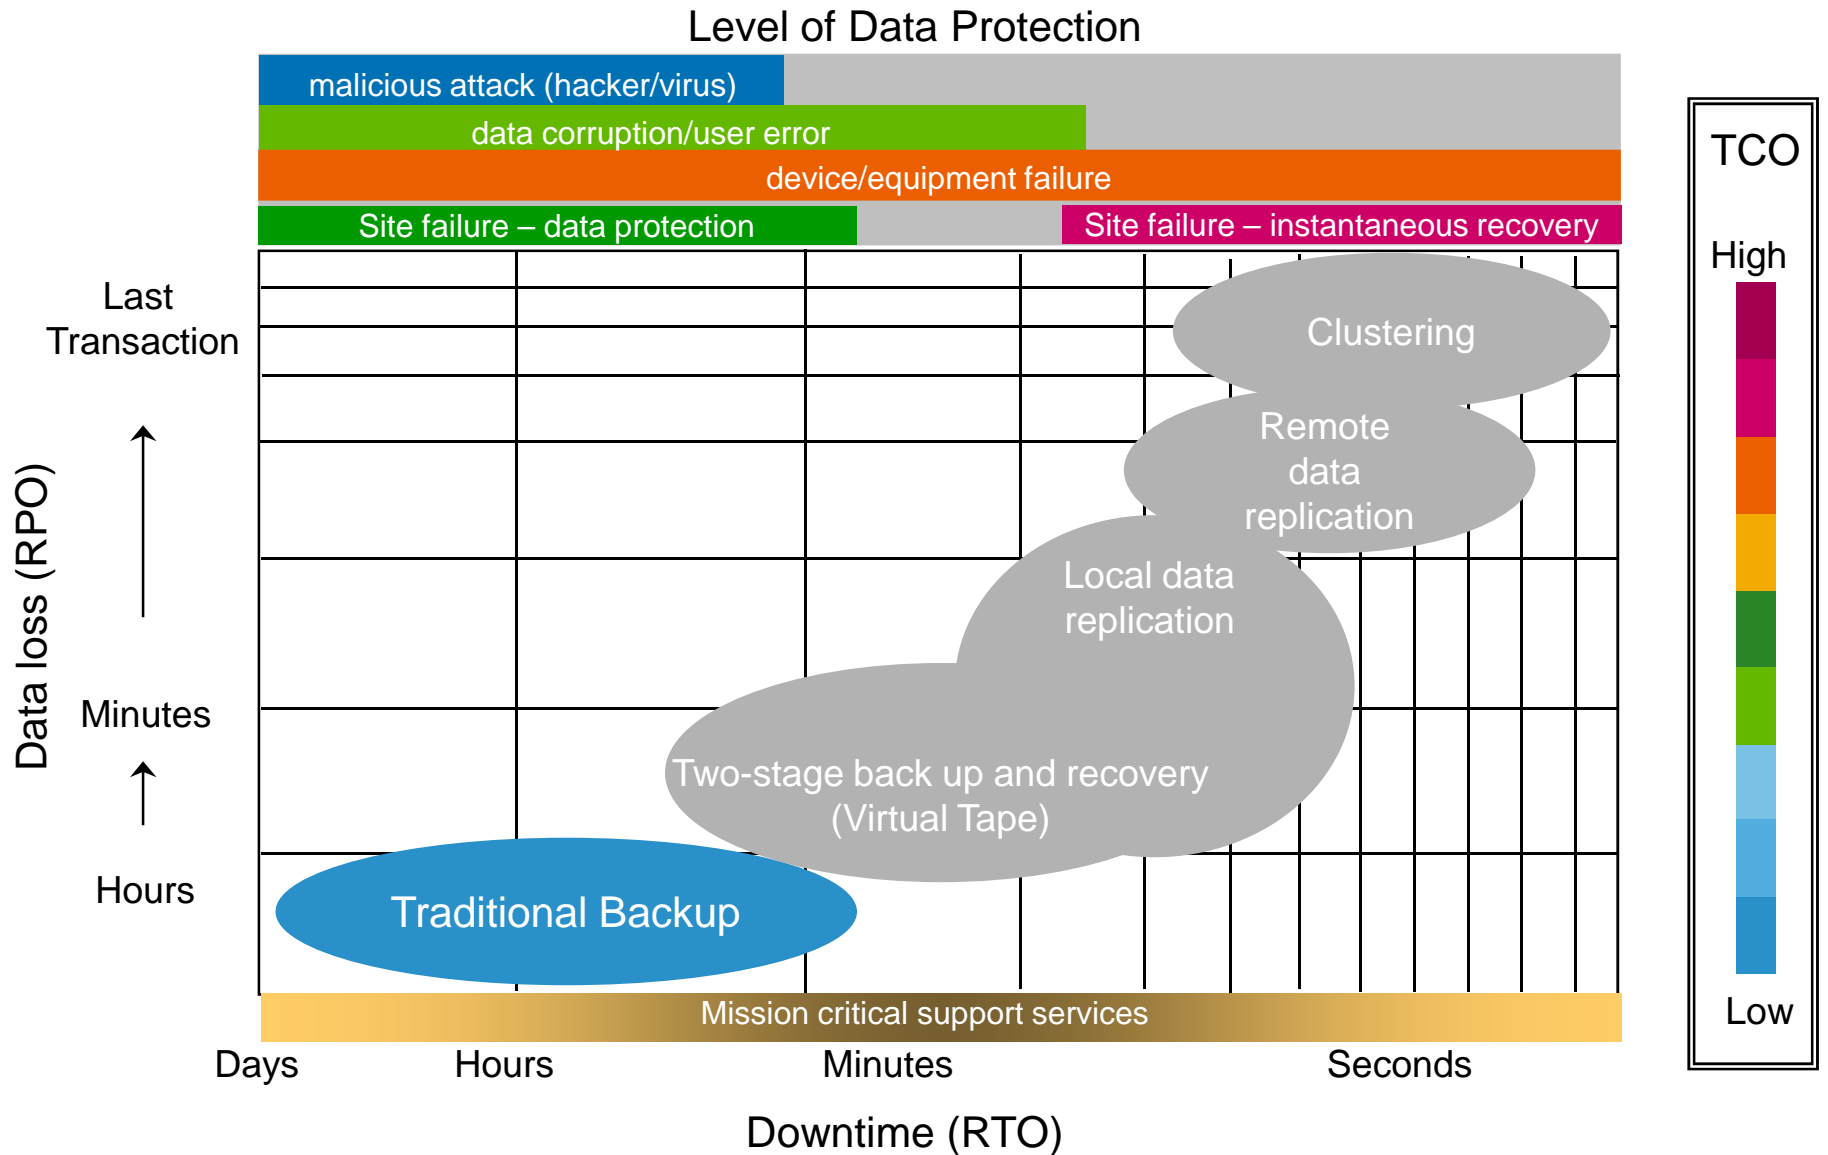 Level of Data Protection
malicious attack (hacker/virus)
data corruption/user error
device/equipment failure
Site failure – data protection
Site failure – instantaneous recovery
TCO
High
Low
Data loss (RPO)
Last
Transaction
Minutes
Hours
Clustering
Remote
data
replication
Local data
replication
Two-stage back up and recovery
(Virtual Tape)
Traditional Backup
Mission critical support services
Days
Hours
Minutes
Seconds
Downtime (RTO)